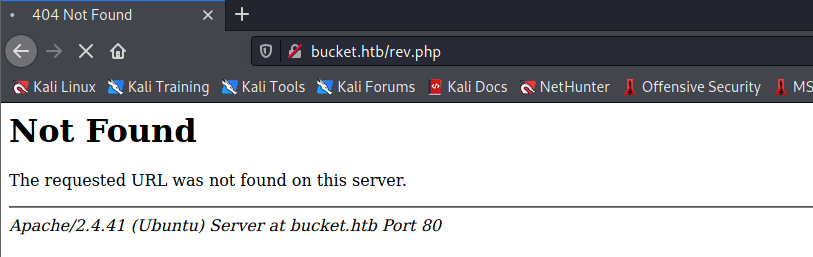 404 Not Found
bucket.htb/rev.php
Kali Linux Kali Training Kali Tools Kali Forums Kali Docs NetHunter Offensive Security MS
Not Found
The requested URL was not found on this server.
Apache/2.4.41 (Ubuntu) Server at bucket.htb Port 80